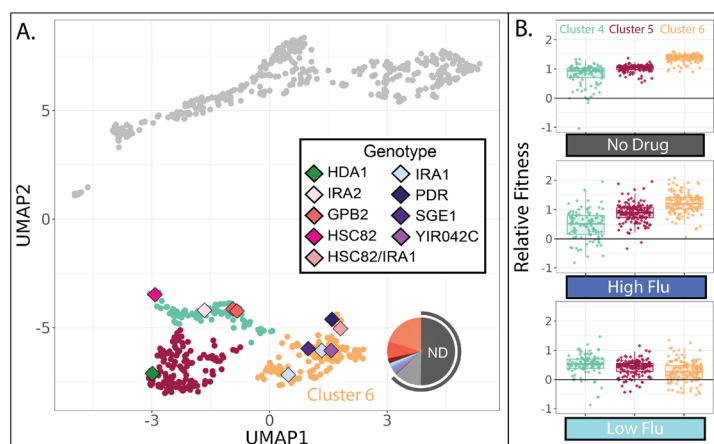 A.
UMAP2
5
0
-5
-3
0
3
UMAP1
Genotype
HDA1
IRA2
GPB2
HSC82
HSC82/IRA1
IRA1
PDR
SGE1
YIR042C
ND
Cluster 6
B.
Relative Fitness
Cluster 4 Cluster 5 Cluster 6
2
1
0
-1
No Drug
2
1
0
-1
High Flu
2
1
0
-1
Low Flu